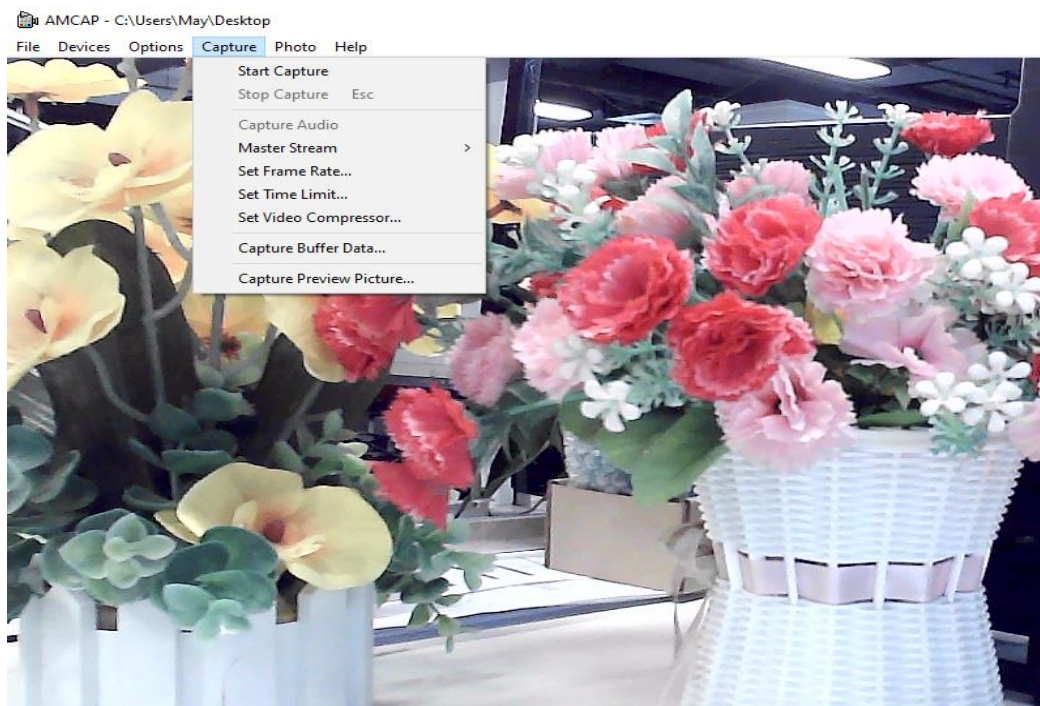 AMCAP - C:\Users\May\Desktop
File Devices Options Capture Photo Help
Start Capture
Stop Capture Esc
Capture Audio
Master Stream >
Set Frame Rate...
Set Time Limit...
Set Video Compressor...
Capture Buffer Data...
Capture Preview Picture...